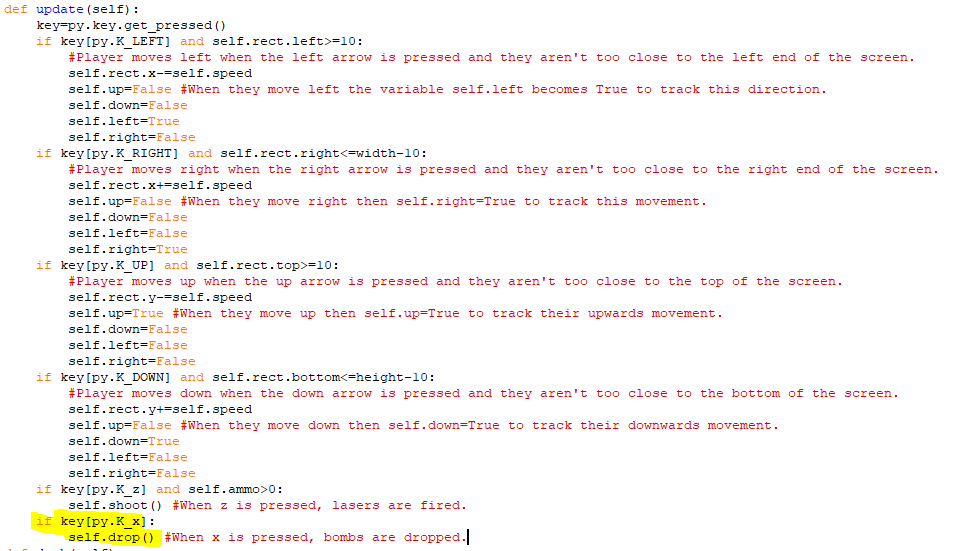 def update(self):
    key=py.key.get_pressed()
    if key[py.K_LEFT] and self.rect.left>=10:
        #Player moves left when the left arrow is pressed and they aren't too close to the left end of the screen.
        self.rect.x-=self.speed
        self.up=False #When they move left the variable self.left becomes True to track this direction.
        self.down=False
        self.left=True
        self.right=False
    if key[py.K_RIGHT] and self.rect.right<=width-10:
        #Player moves right when the right arrow is pressed and they aren't too close to the right end of the screen.
        self.rect.x+=self.speed
        self.up=False #When they move right then self.right=True to track this movement.
        self.down=False
        self.left=False
        self.right=True
    if key[py.K_UP] and self.rect.top>=10:
        #Player moves up when the up arrow is pressed and they aren't too close to the top of the screen.
        self.rect.y-=self.speed
        self.up=True #When they move up then self.up=True to track their upwards movement.
        self.down=False
        self.left=False
        self.right=False
    if key[py.K_DOWN] and self.rect.bottom<=height-10:
        #Player moves down when the down arrow is pressed and they aren't too close to the bottom of the screen.
        self.rect.y+=self.speed
        self.up=False #When they move down then self.down=True to track their downwards movement.
        self.down=True
        self.left=False
        self.right=False
    if key[py.K_z] and self.ammo>0:
        self.shoot() #When z is pressed, lasers are fired.
    if key[py.K_x]:
        self.drop() #When x is pressed, bombs are dropped.